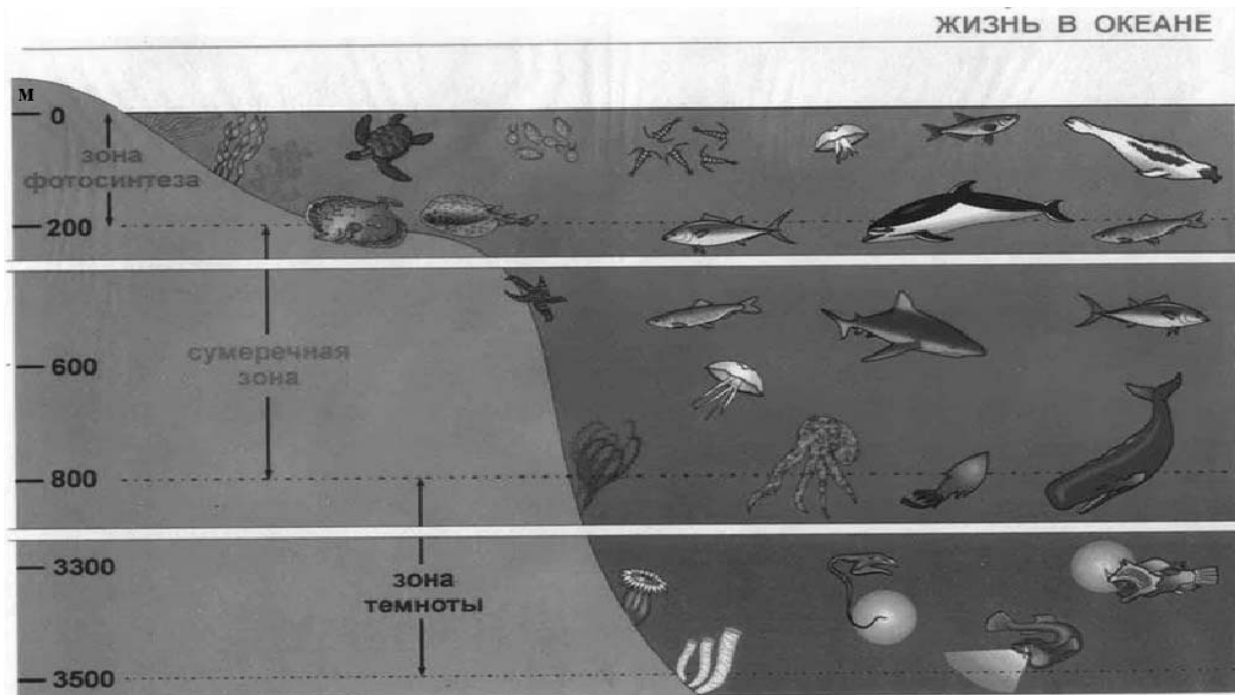 ЖИЗНЬ В ОКЕАНЕ
м
0
зона
фотосинтеза
200
сумеречная
зона
600
800
3300
зона
темноты
3500